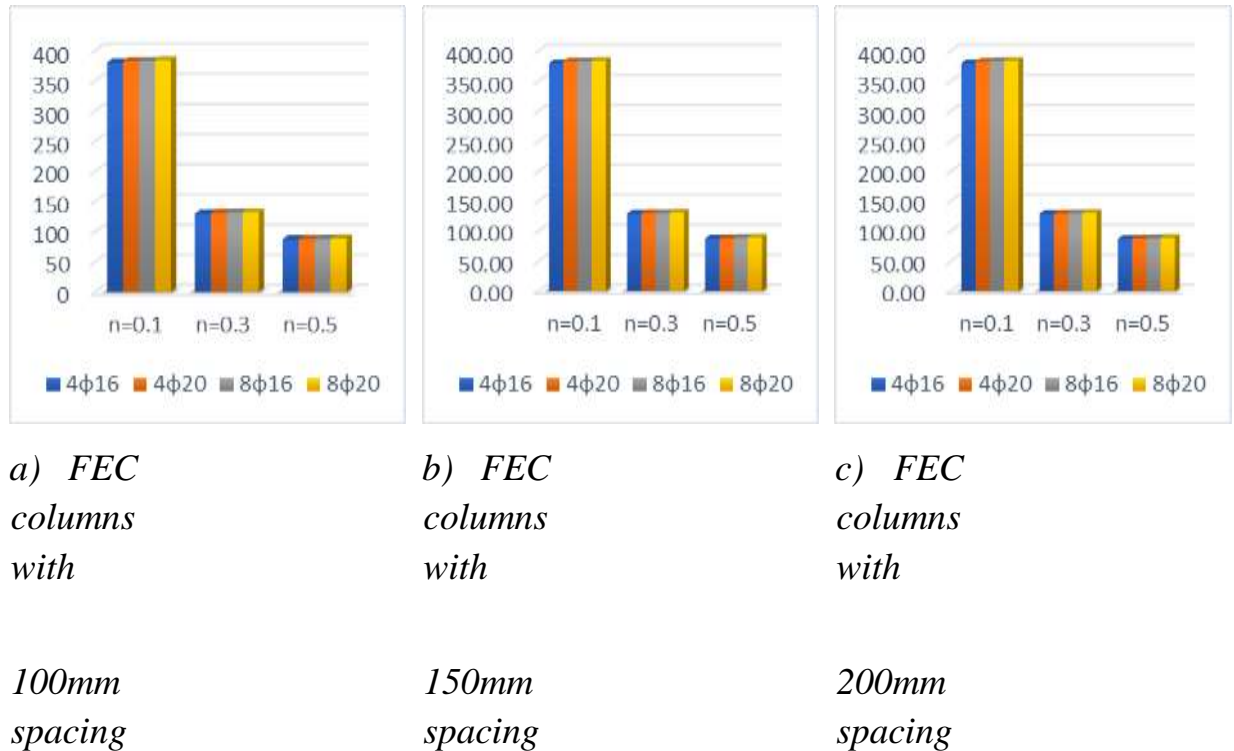 400
350
300
250
200
150
100
50
0
n=0.1 n=0.3 n=0.5
4ϕ16 4ϕ20 8ϕ16 8ϕ20
400.00
350.00
300.00
250.00
200.00
150.00
100.00
50.00
0.00
n=0.1 n=0.3 n=0.5
4ϕ16 4ϕ20 8ϕ16 8ϕ20
400.00
350.00
300.00
250.00
200.00
150.00
100.00
50.00
0.00
n=0.1 n=0.3 n=0.5
4ϕ16 4ϕ20 8ϕ16 8ϕ20
a) FEC
columns
with
100mm
spacing
b) FEC
columns
with
150mm
spacing
c) FEC
columns
with
200mm
spacing